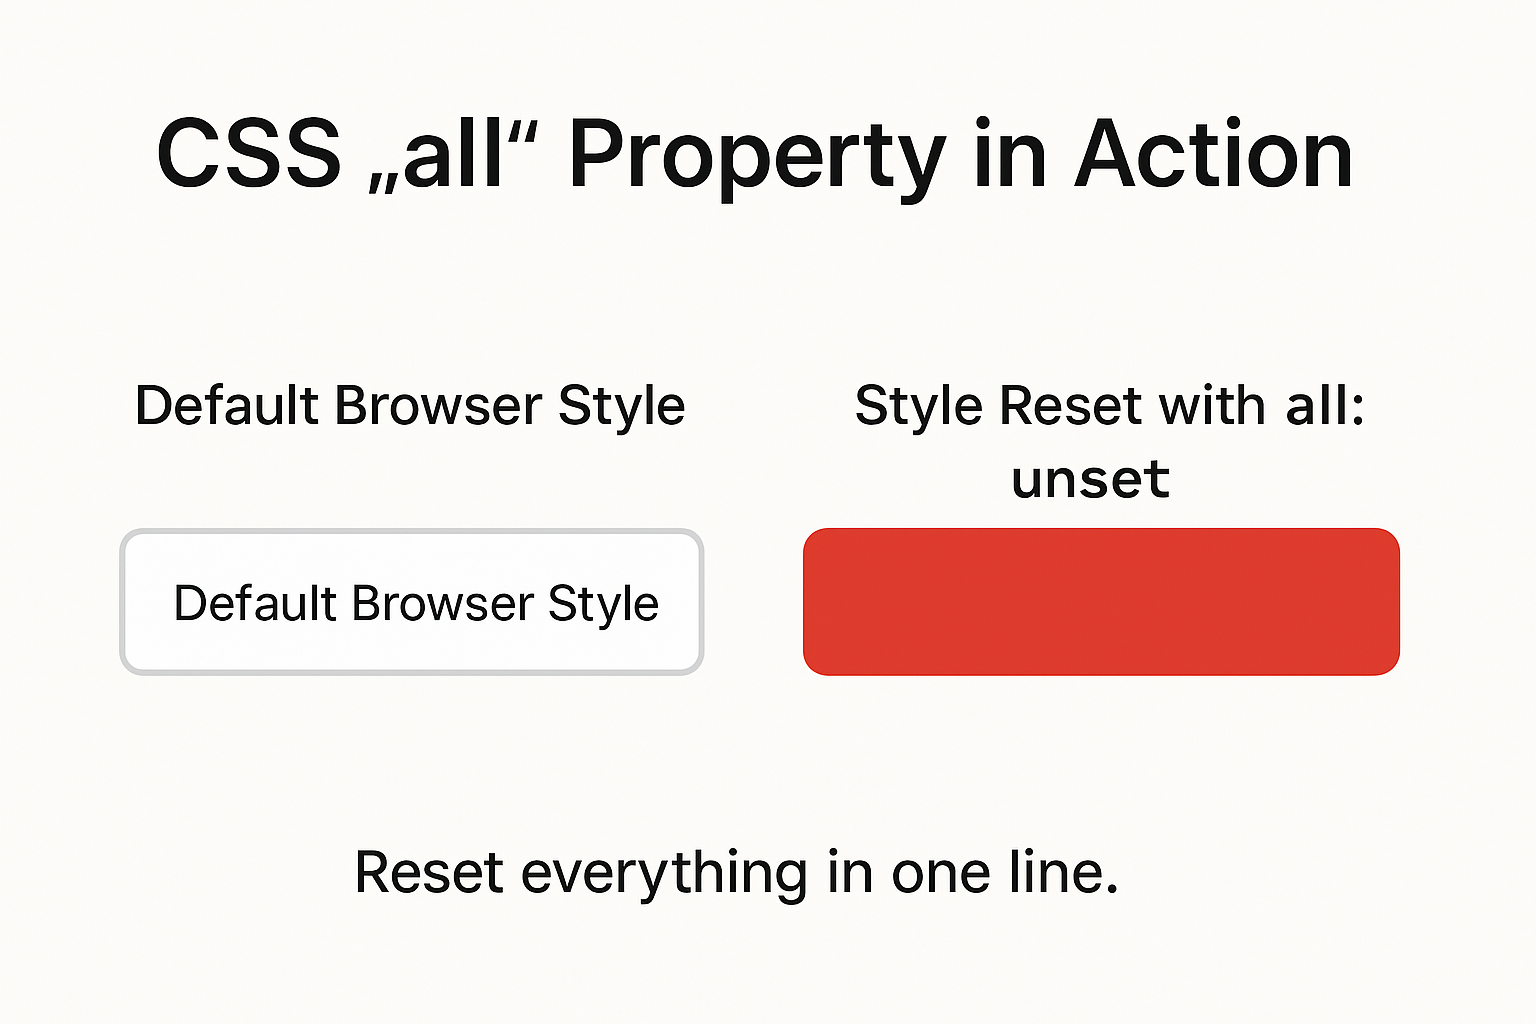 CSS „all“ Property in Action
Default Browser Style
Style Reset with all:
unset
Default Browser Style
Reset everything in one line.